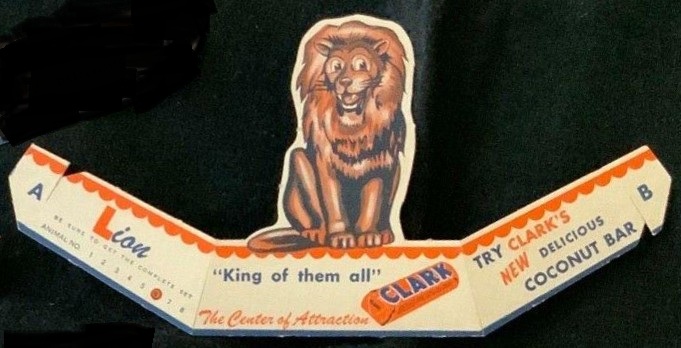 A
Lion
BE SURE TO GET THE COMPLETE SET
ANIMAL NO. 1 2 3 4 5 6 7 8
"King of them all"
The Center of Attraction
CLARK
TRY CLARK'S
NEW DELICIOUS
COCONUT BAR
B